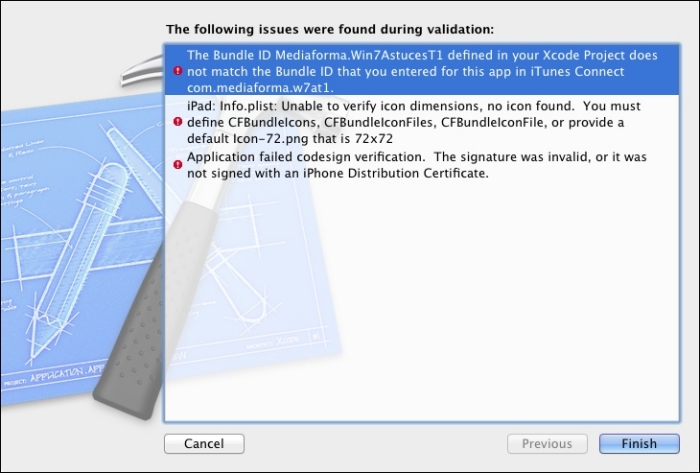 The following issues were found during validation:
The Bundle ID Mediaforma.Win7AstucesT1 defined in your Xcode Project does
not match the Bundle ID that you entered for this app in iTunes Connect
com.mediaforma.w7at1.
iPad: Info.plist: Unable to verify icon dimensions, no icon found.  You must
define CFBundleIcons, CFBundleIconFiles, CFBundleIconFile, or provide a
default Icon-72.png that is 72x72
Application failed codesign verification.  The signature was invalid, or it was
not signed with an iPhone Distribution Certificate.
PROJECT: APPLICATION.APP
Cancel
Previous
Finish